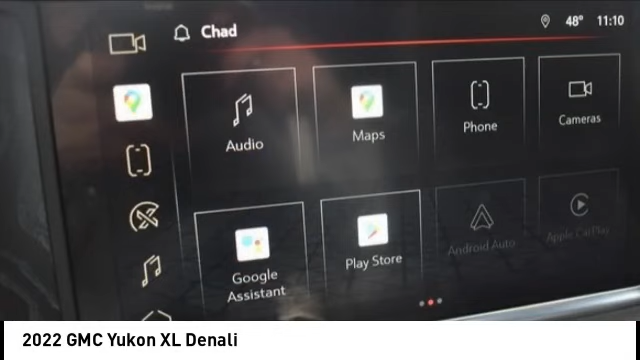 Chad
48° 11:10
Audio
Maps
Phone
Cameras
Google
Assistant
Play Store
Android Auto
Apple CarPlay
2022 GMC Yukon XL Denali